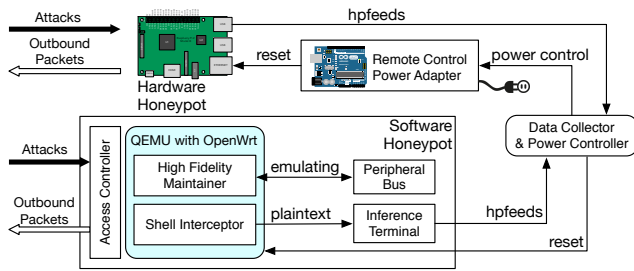 Attacks
hpfeeds
Outbound
Packets
reset
Remote Control
Power Adapter
power control
Hardware
Honeypot
Data Collector
& Power Controller
Attacks
Outbound
Packets
Access Controller
QEMU with OpenWrt
Software
Honeypot
High Fidelity
Maintainer
emulating
Peripheral
Bus
Shell Interceptor
plaintext
Inference
Terminal
hpfeeds
reset